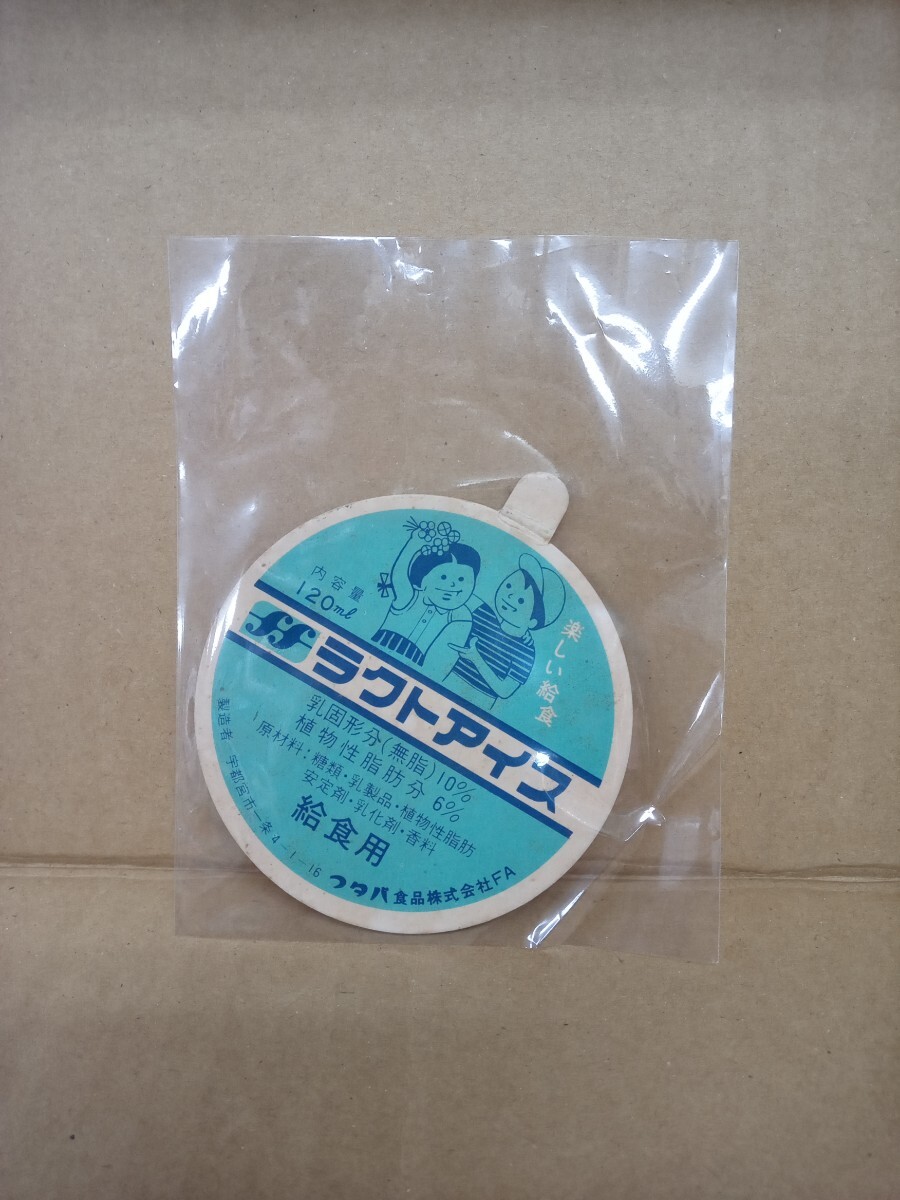 内容量
120ml
楽しい給食
ff ラクトアイス
乳固形分(無脂)10%
植物性脂肪分 6%
原材料・糖類・乳製品・植物性脂肪
安定剤・乳化剤・香料
給食用
製造者 宇都宮市一条4-1-16 フタバ食品株式会社FA